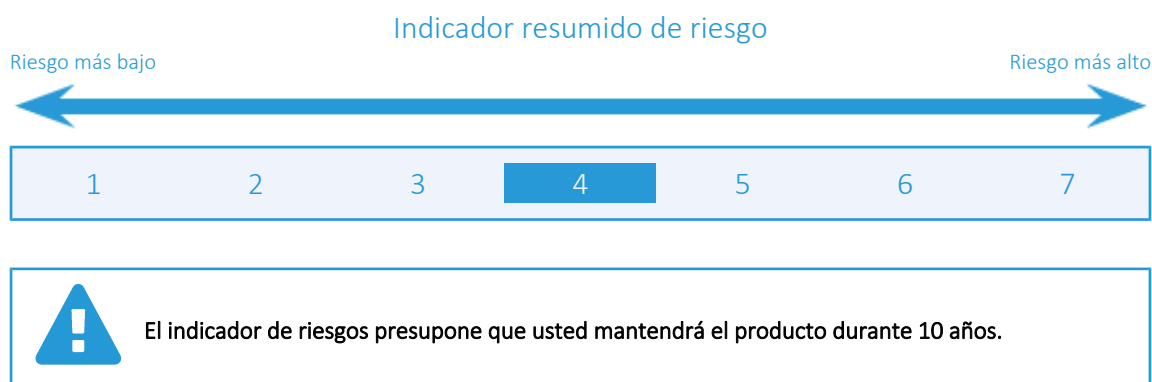 Indicador resumido de riesgo
Riesgo más bajo Riesgo más alto
1 2 3 4 5 6 7
El indicador de riesgos presupone que usted mantendrá el producto durante 10 años.